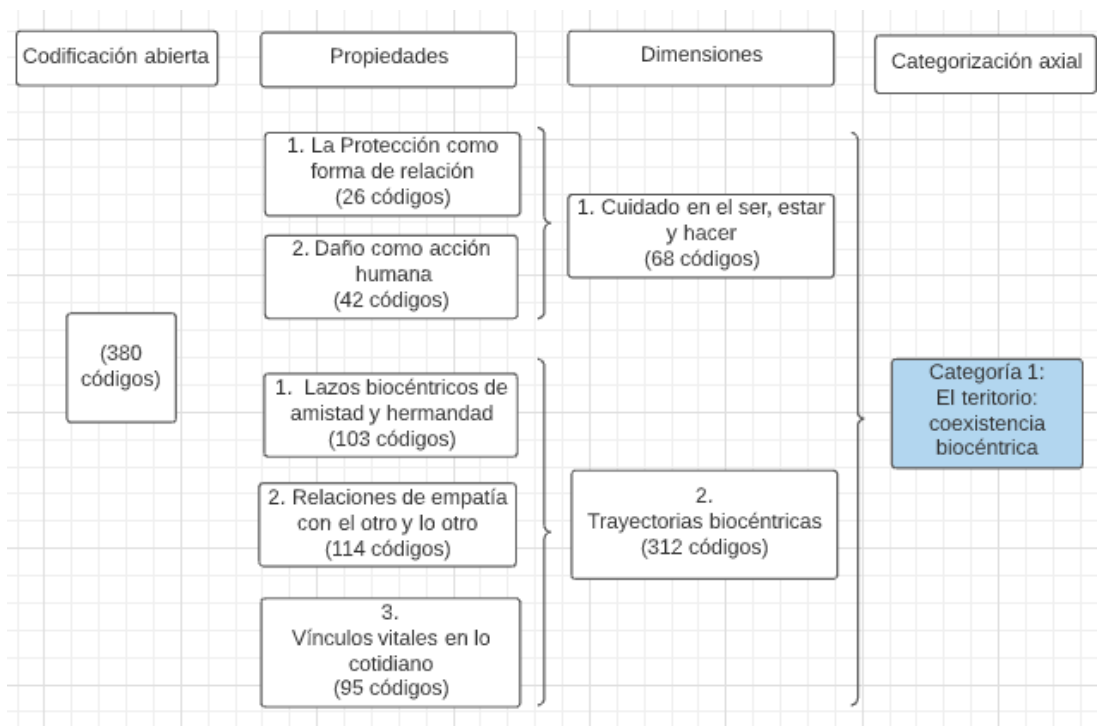 Codificación abierta
Propiedades
Dimensiones
Categorización axial
(380
códigos)
1. La Protección como
forma de relación
(26 códigos)
2. Daño como acción
humana
(42 códigos)
1. Lazos biocéntricos de
amistad y hermandad
(103 códigos)
2. Relaciones de empatía
con el otro y lo otro
(114 códigos)
3.
Vínculos vitales en lo
cotidiano
(95 códigos)
1. Cuidado en el ser, estar
y hacer
(68 códigos)
2.
Trayectorias biocéntricas
(312 códigos)
Categoría 1:
El teritorio:
coexistencia
biocéntrica